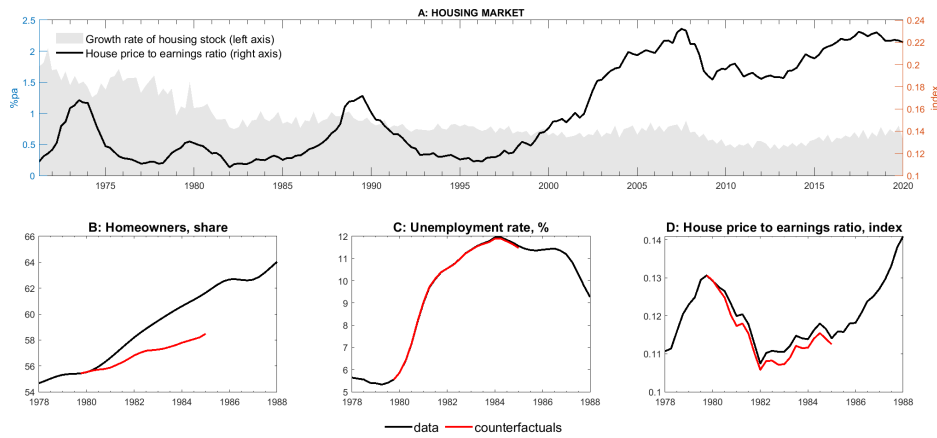 A: HOUSING MARKET
2.5
2
1.5
1
0.5
0
%pa
Growth rate of housing stock (left axis)
House price to earnings ratio (right axis)
0.24
0.22
0.2
0.18
0.16
0.14
0.12
0.1
index
1975 1980 1985 1990 1995 2000 2005 2010 2015 2020
B: Homeowners, share
66
64
62
60
58
56
54
1978 1980 1982 1984 1986 1988
C: Unemployment rate, %
12
11
10
9
8
7
6
5
1978 1980 1982 1984 1986 1988
D: House price to earnings ratio, index
0.14
0.13
0.12
0.11
0.1
1978 1980 1982 1984 1986 1988
data counterfactuals